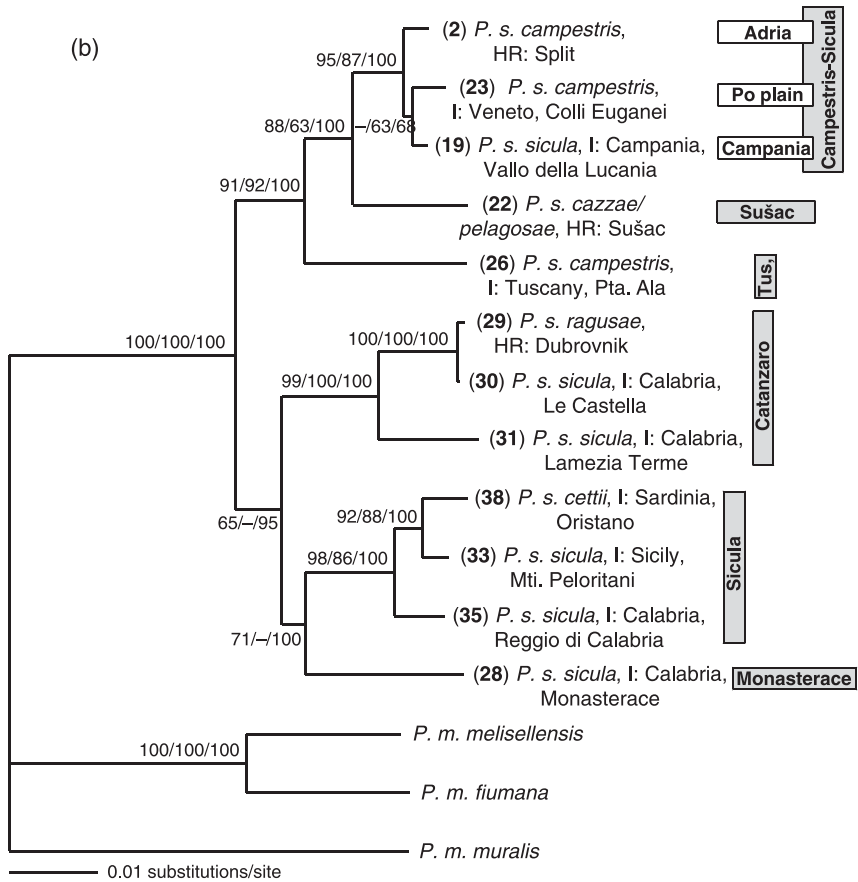 (b)
(2) P. s. campestris,
HR: Split
Adria
95/87/100
(23) P. s. campestris,
I: Veneto, Colli Euganei
Po plain
Campestris-Sicula
88/63/100
–/63/68
(19) P. s. sicula, I: Campania,
Vallo della Lucania
Campania
91/92/100
(22) P. s. cazzae/
pelagosae, HR: Sušac
Sušac
(26) P. s. campestris,
I: Tuscany, Pta. Ala
Tus,
100/100/100
(29) P. s. ragusae,
HR: Dubrovnik
100/100/100
99/100/100
(30) P. s. sicula, I: Calabria,
Le Castella
Catanzaro
(31) P. s. sicula, I: Calabria,
Lamezia Terme
65/–/95
(38) P. s. cettii, I: Sardinia,
Oristano
92/88/100
98/86/100
(33) P. s. sicula, I: Sicily,
Mti. Peloritani
Sicula
(35) P. s. sicula, I: Calabria,
Reggio di Calabria
71/–/100
(28) P. s. sicula, I: Calabria,
Monasterace
Monasterace
P. m. melisellensis
100/100/100
P. m. fiumana
P. m. muralis
0.01 substitutions/site